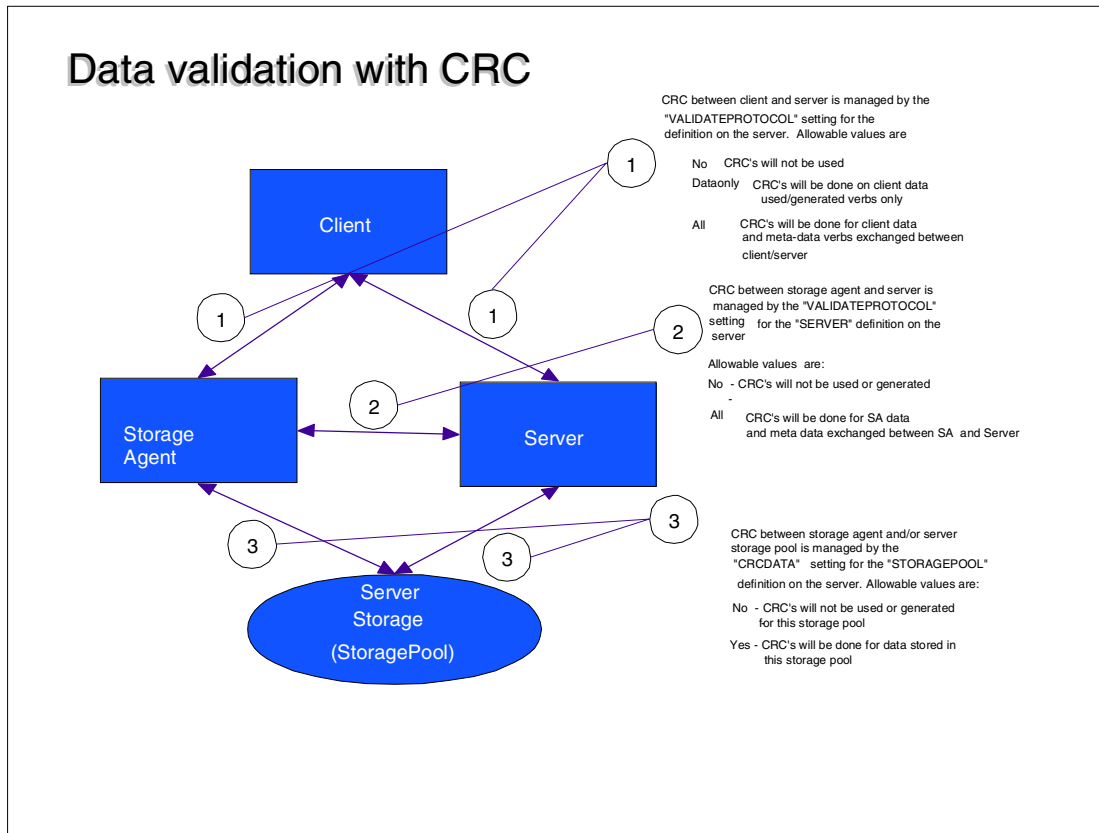 Data validation with CRC
CRC between client and server is managed by the
"VALIDATEPROTOCOL" setting for the
definition on the server. Allowable values are
No CRC's will not be used
Dataonly CRC's will be done on client data
used/generated verbs only
All CRC's will be done for client data
and meta-data verbs exchanged between
client/server
1
Client
1
1
CRC between storage agent and server is
managed by the "VALIDATEPROTOCOL"
setting for the "SERVER" definition on the
server
2
Allowable values are:
No - CRC's will not be used or generated
-
All CRC's will be done for SA data
and meta data exchanged between SA and Server
2
Storage
Agent
Server
3
3
3
CRC between storage agent and/or server
storage pool is managed by the
"CRCDATA" setting for the "STORAGEPOOL"
definition on the server. Allowable values are:
No - CRC's will not be used or generated
for this storage pool
Yes - CRC's will be done for data stored in
this storage pool
Server
Storage
(StoragePool)